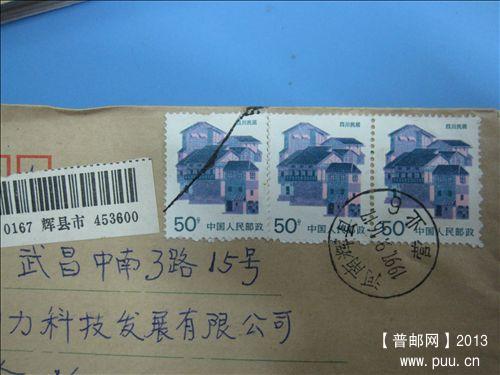 四川民居
50分
中国人民邮政
四川民居
50分
中国人民邮政
四川民居
50分
中国人民邮政
0167 辉县市 453600
武昌中南3路15号
力科技发展有限公司
【普邮网】2013
www.puu.cn